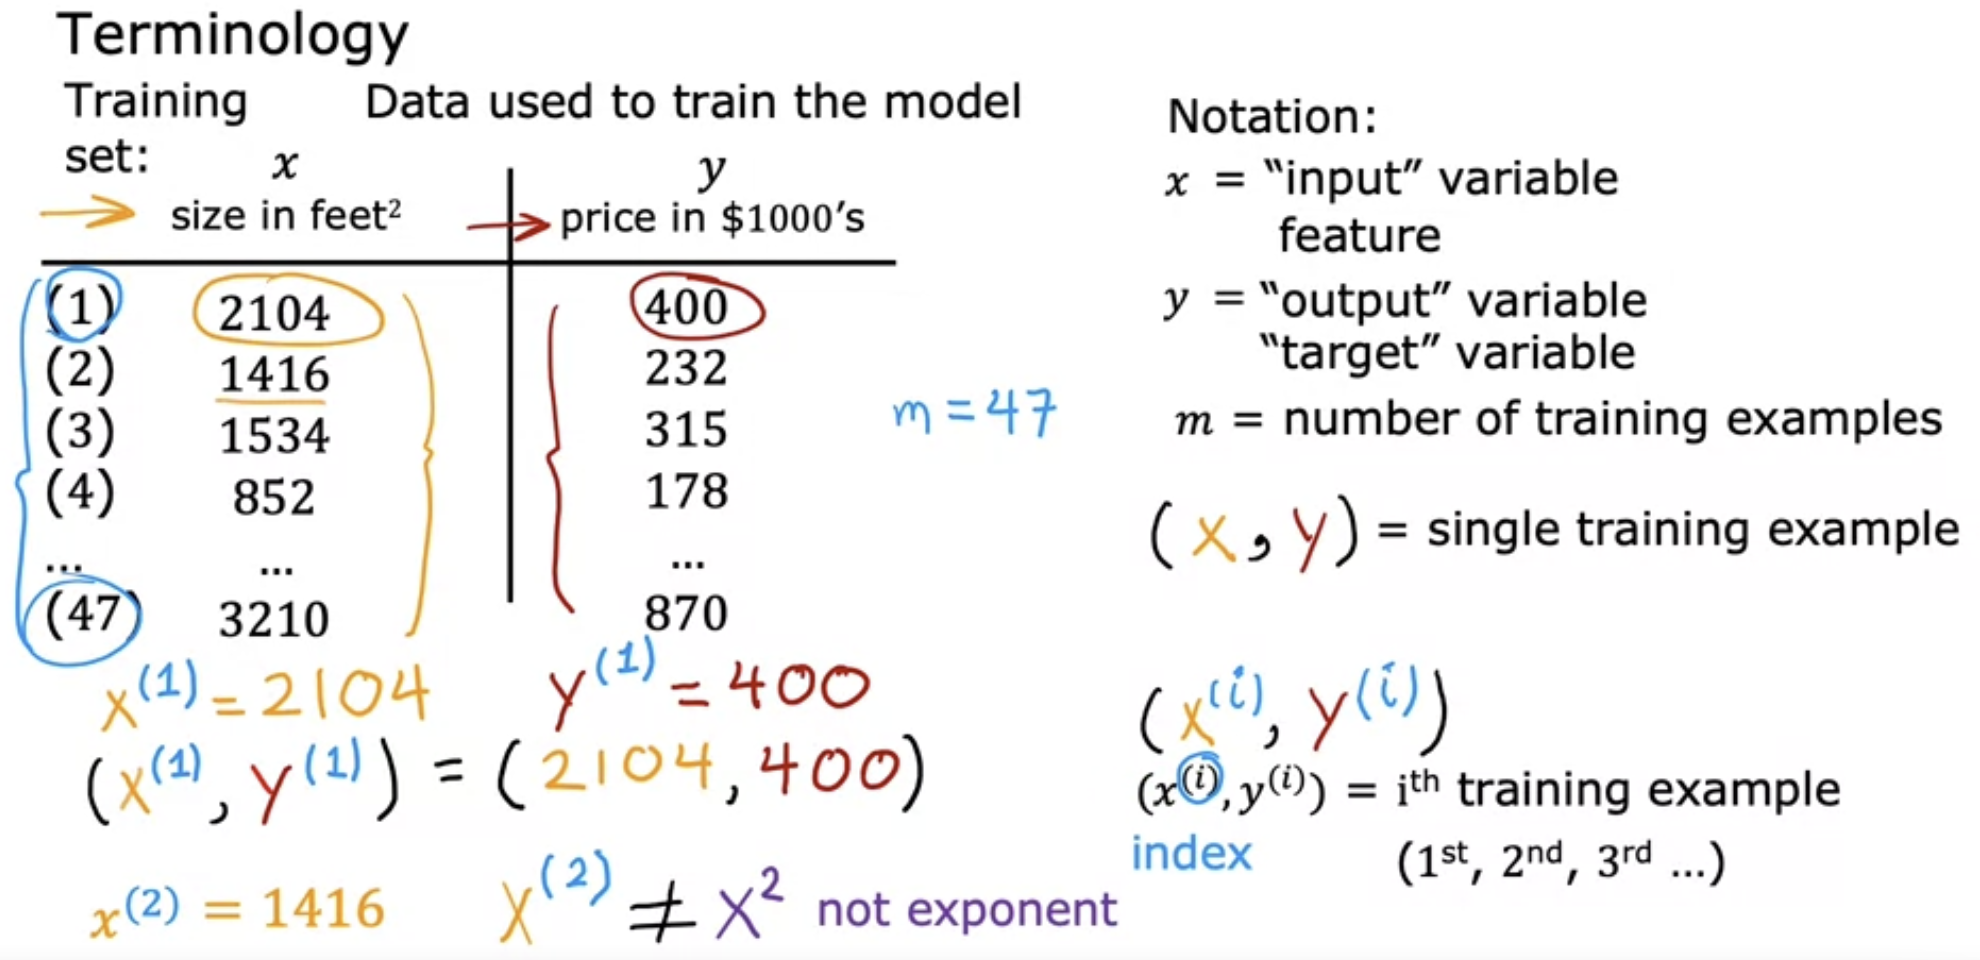 Terminology
Training set:
Data used to train the model
x
y
size in feet²
price in $1000’s
(1) 2104 400
(2) 1416 232
(3) 1534 315
(4) 852 178
... ... ...
(47) 3210 870
m = 47
x⁽¹⁾ = 2104 y⁽¹⁾ = 400
(x⁽¹⁾, y⁽¹⁾) = (2104, 400)
x⁽²⁾ = 1416 x⁽²⁾ ≠ x² not exponent
Notation:
x = “input” variable
feature
y = “output” variable
“target” variable
m = number of training examples
(x, y) = single training example
(x⁽ⁱ⁾, y⁽ⁱ⁾)
(x⁽ⁱ⁾, y⁽ⁱ⁾) = iᵗʰ training example
index (1ˢᵗ, 2ⁿᵈ, 3ʳᵈ ...)